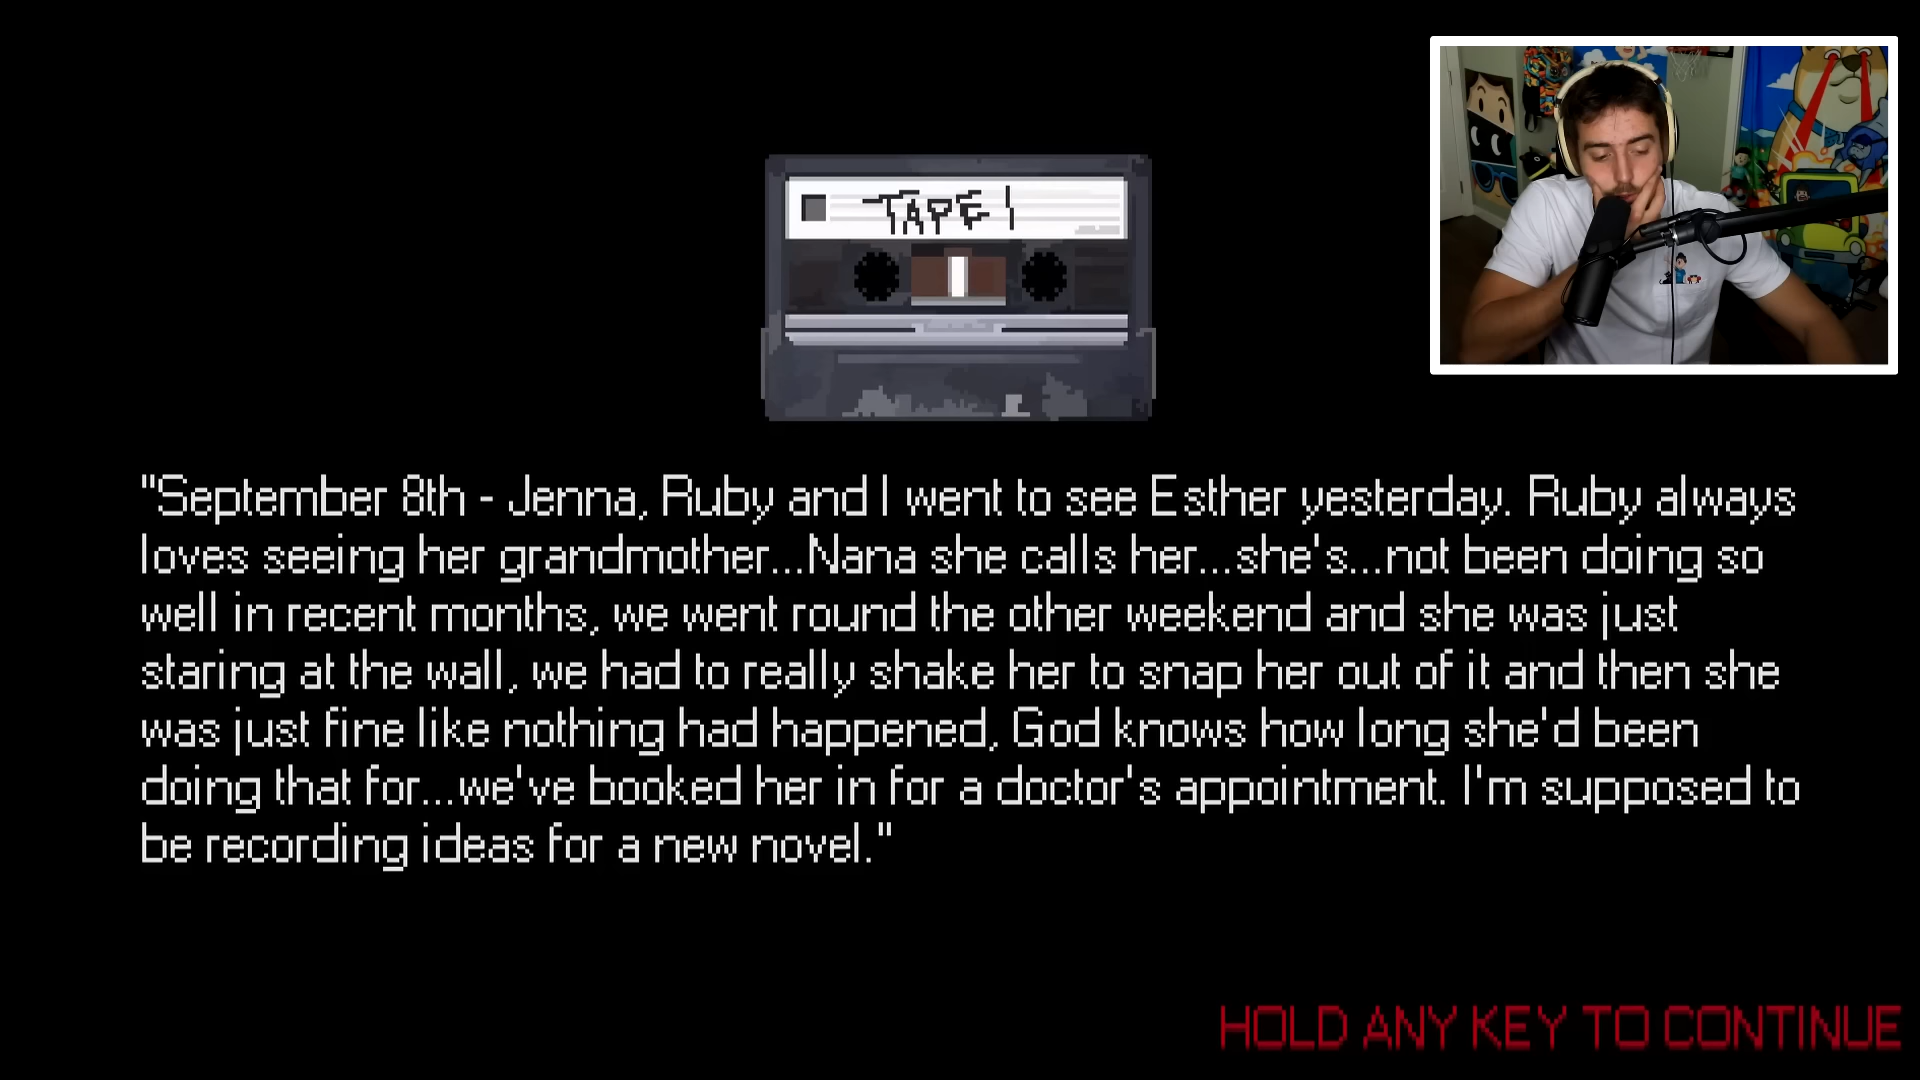 TAPE 1
"September 8th - Jenna, Ruby and I went to see Esther yesterday. Ruby always
loves seeing her grandmother...Nana she calls her...she's...not been doing so
well in recent months, we went round the other weekend and she was just
staring at the wall, we had to really shake her to snap her out of it and then she
was just fine like nothing had happened, God knows how long she'd been
doing that for...we've booked her in for a doctor's appointment. I'm supposed to
be recording ideas for a new novel."
HOLD ANY KEY TO CONTINUE